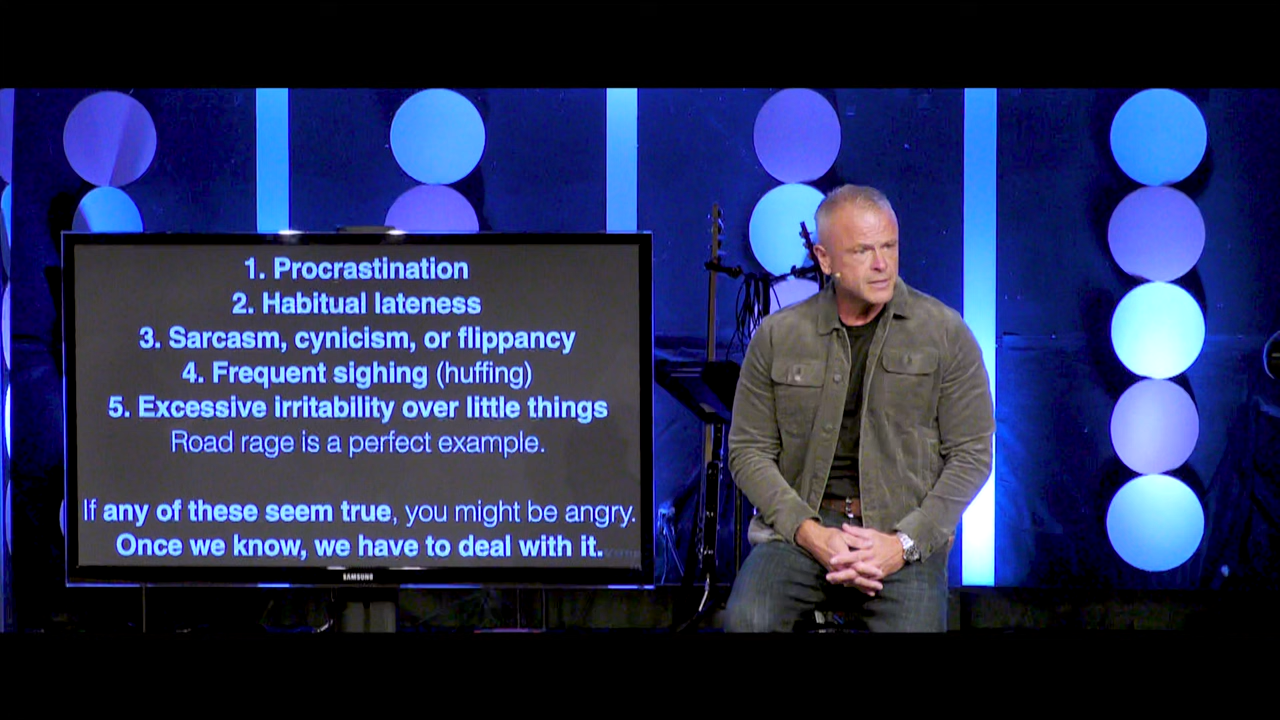 1. Procrastination
2. Habitual lateness
3. Sarcasm, cynicism, or flippancy
4. Frequent sighing (huffing)
5. Excessive irritability over little things
Road rage is a perfect example.
If any of these seem true, you might be angry.
Once we know, we have to deal with it.
SAMSUNG